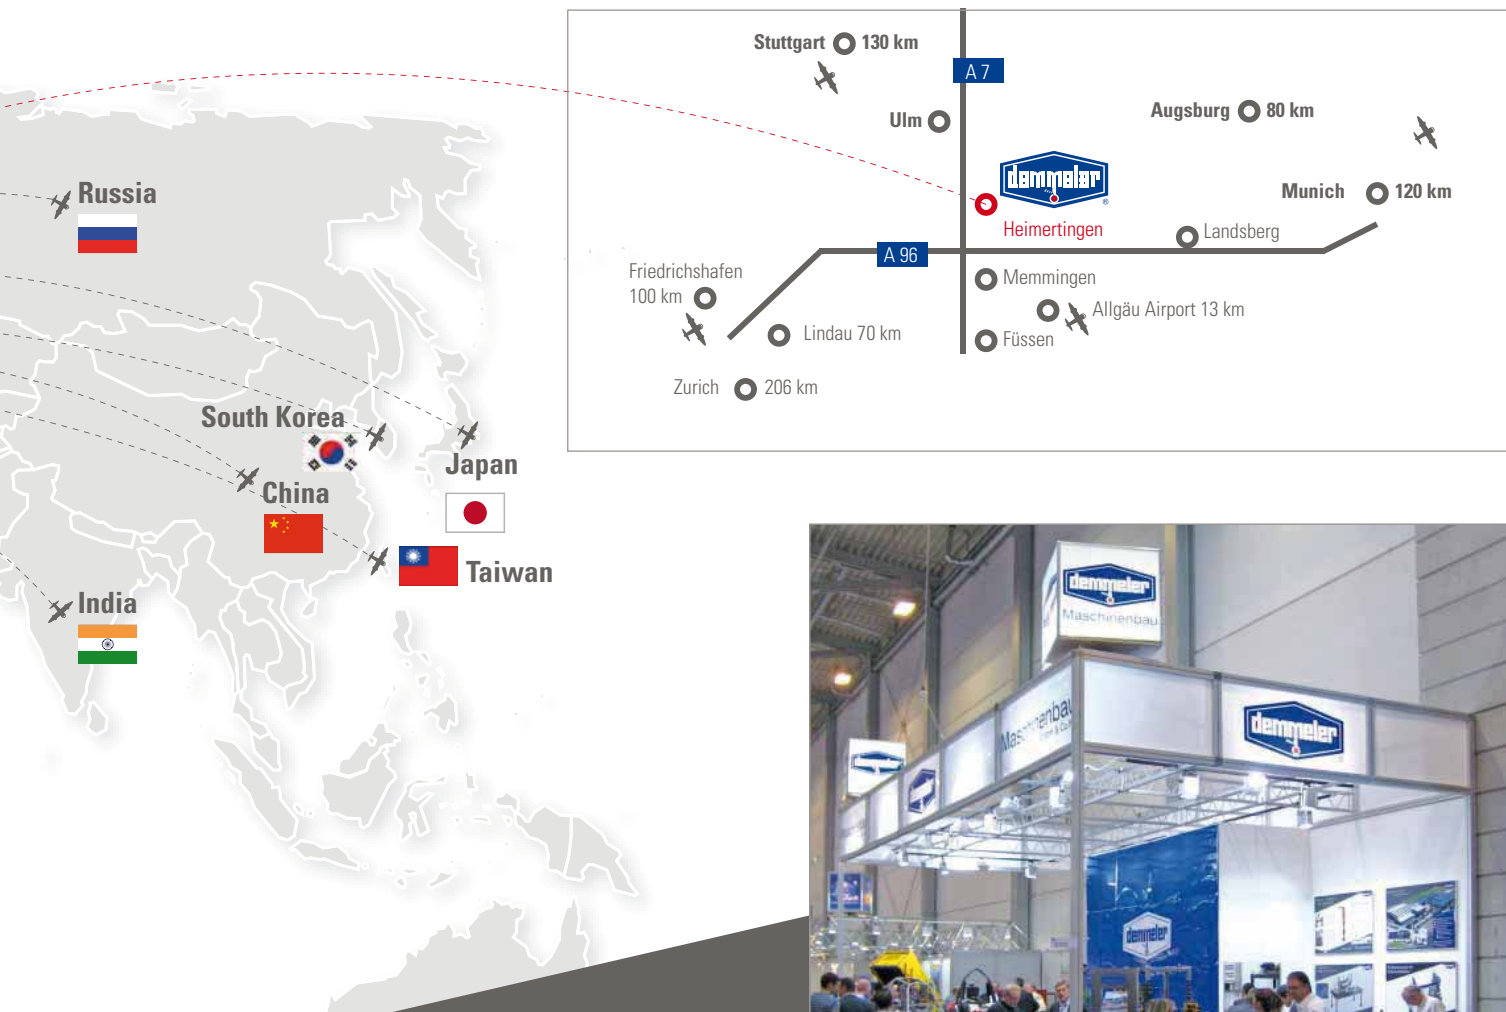 Stuttgart 130 km
A 7
Ulm
Augsburg 80 km
demmeler
®
Heimertingen
Munich 120 km
Landsberg
A 96
Friedrichshafen
100 km
Memmingen
Allgäu Airport 13 km
Lindau 70 km
Füssen
Zurich 206 km
Russia
South Korea
Japan
China
Taiwan
India
demmeler
Maschinenbau
Maschinenbau
demmeler
demmeler
demmeler